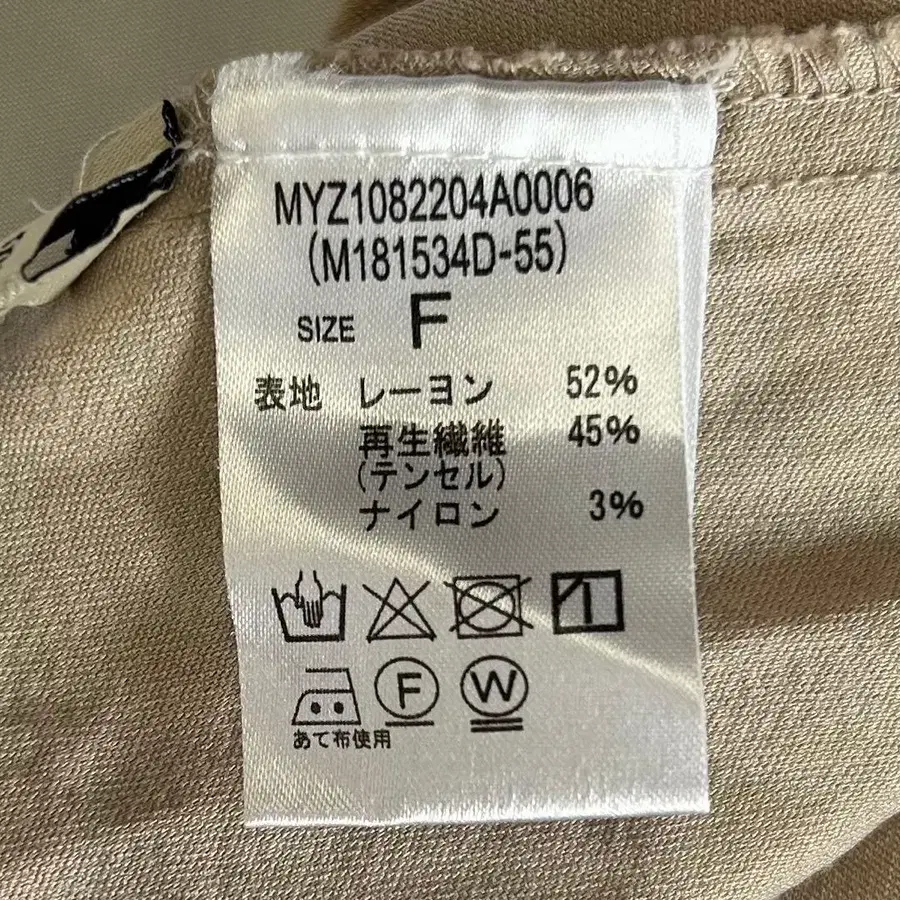 MYZ1082204A0006
(M181534D-55)
SIZE F
表地 レーヨン 52%
再生繊維 45%
(テンセル)
ナイロン 3%
F W
あて布使用